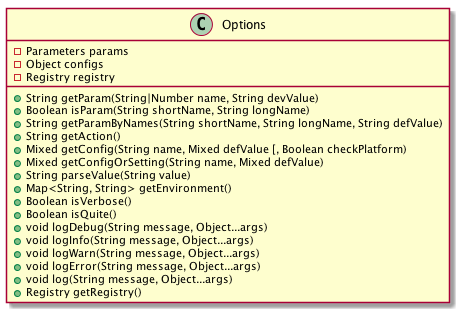 C Options
Parameters params
Object configs
Registry registry
String getParam(String|Number name, String devValue)
Boolean isParam(String shortName, String longName)
String getParamByNames(String shortName, String longName, String defValue)
String getAction()
Mixed getConfig(String name, Mixed defValue [, Boolean checkPlatform)
Mixed getConfigOrSetting(String name, Mixed defValue)
String parseValue(String value)
Map<String, String> getEnvironment()
Boolean isVerbose()
Boolean isQuite()
void logDebug(String message, Object...args)
void logInfo(String message, Object...args)
void logWarn(String message, Object...args)
void logError(String message, Object...args)
void log(String message, Object...args)
Registry getRegistry()